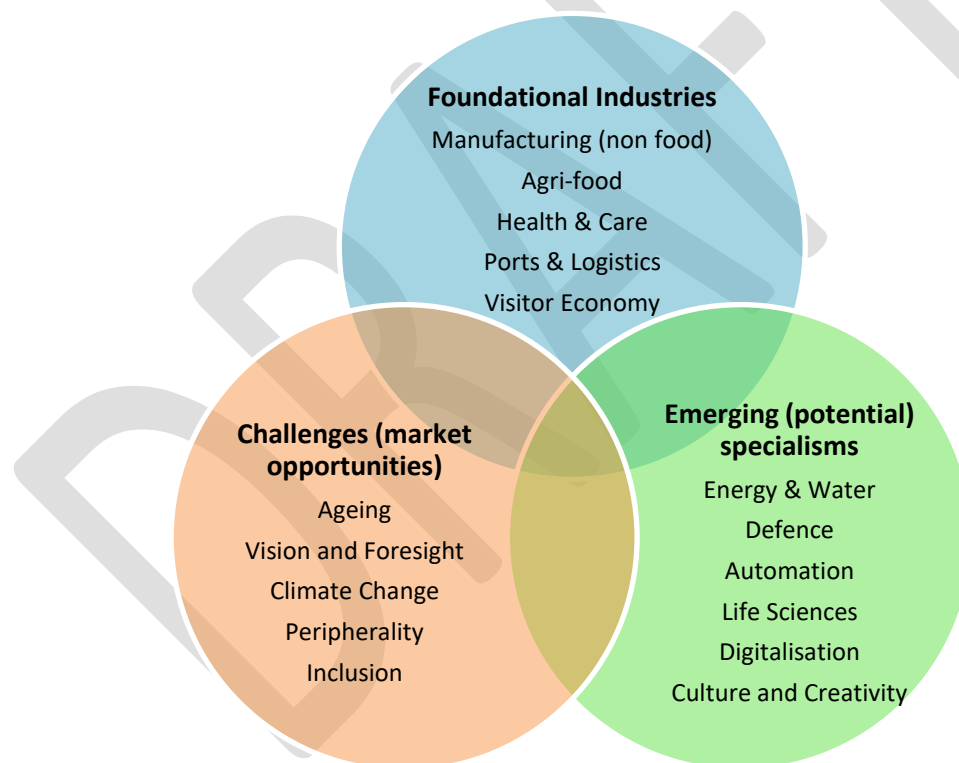 Foundational Industries
Manufacturing (non food)
Agri-food
Health & Care
Ports & Logistics
Visitor Economy
Challenges (market
opportunities)
Ageing
Vision and Foresight
Climate Change
Peripherality
Inclusion
Emerging (potential)
specialisms
Energy & Water
Defence
Automation
Life Sciences
Digitalisation
Culture and Creativity